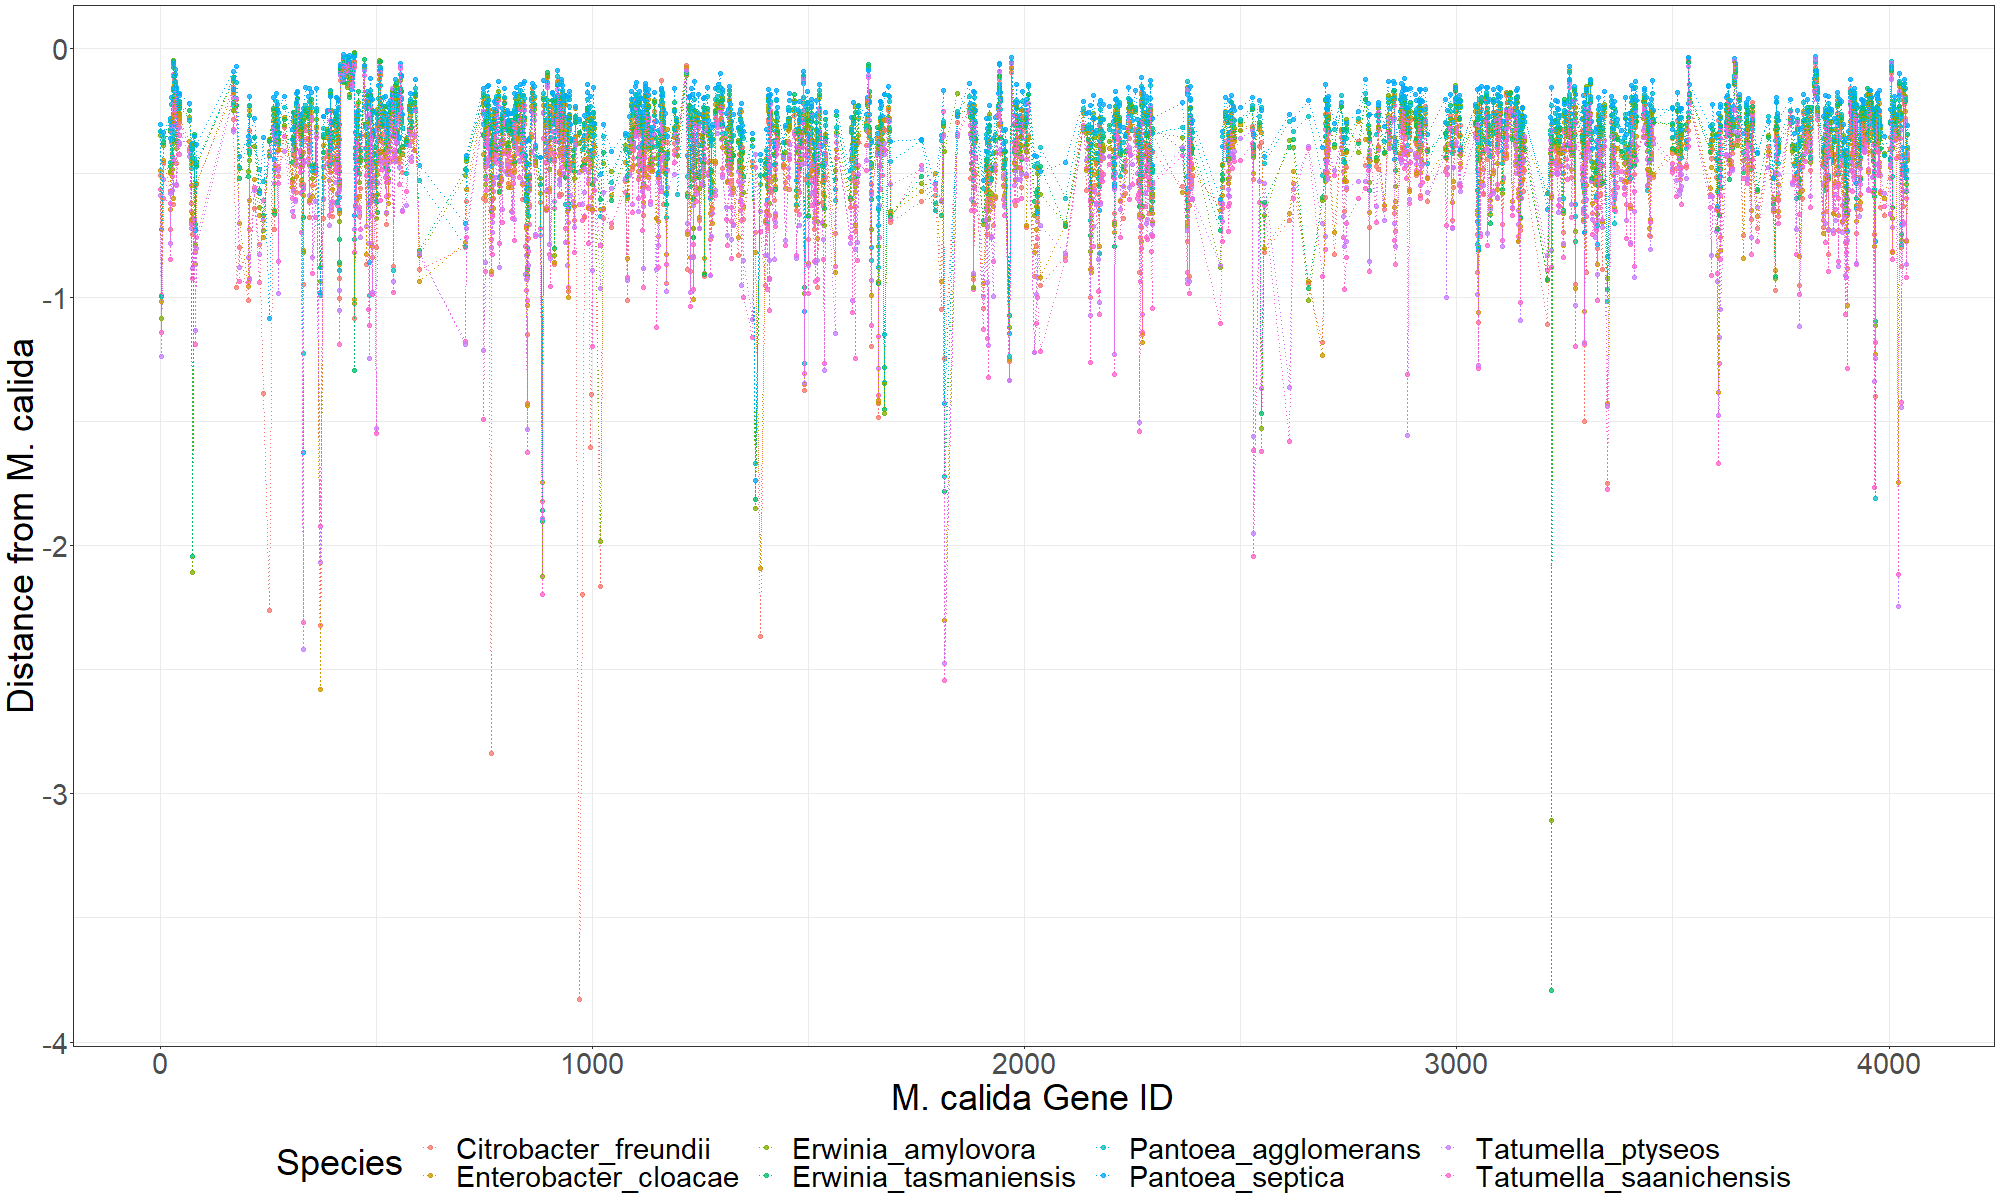 0
-1
-2
-3
-4
Distance from M. calida
0 1000 2000 3000 4000
M. calida Gene ID
Species
Citrobacter_freundii Erwinia_amylovora Pantoea_agglomerans Tatumella_ptyseos
Enterobacter_cloacae Erwinia_tasmaniensis Pantoea_septica Tatumella_saanichensis